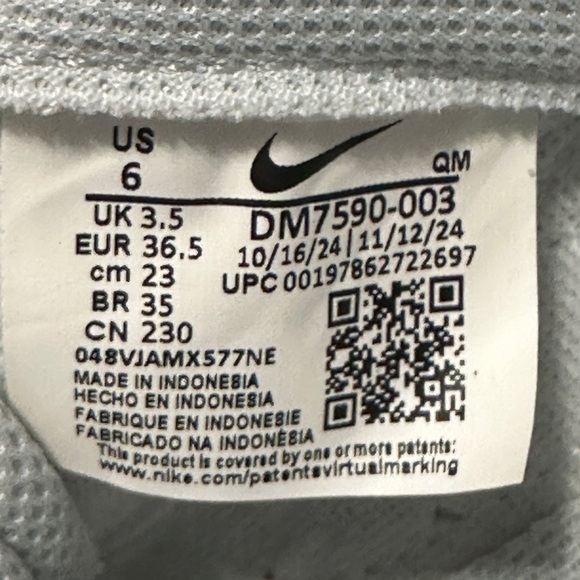 US
6
QM
UK 3.5
EUR 36.5
cm 23
BR 35
CN 230
DM7590-003
10/16/24|11/12/24
UPC 00197862722697
048VJAMX577NE
MADE IN INDONESIA
HECHO EN INDONESIA
FABRIQUE EN INDONESIE
FABRICADO NA INDONÉSIA
This product is covered by one or more patents:
www.nike.com/patentsvirtualmarking